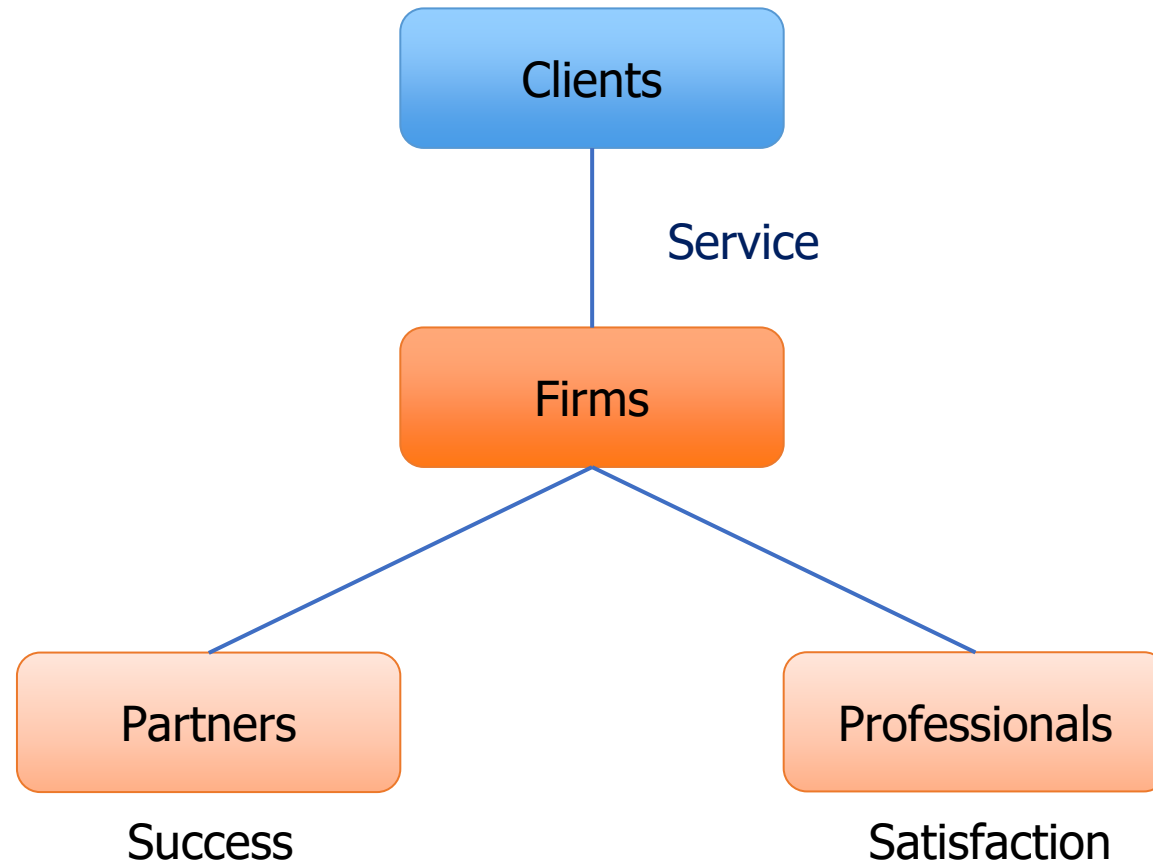 Clients
Service
Firms
Partners
Professionals
Success
Satisfaction